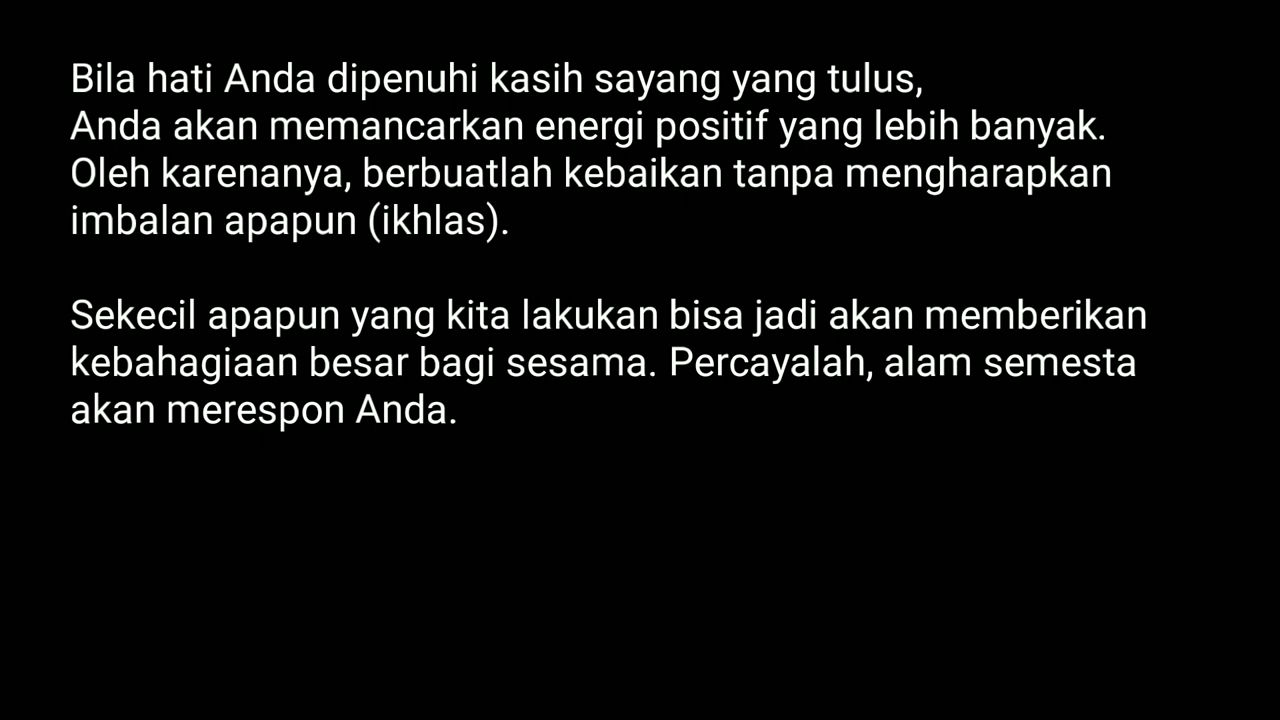 Bila hati Anda dipenuhi kasih sayang yang tulus,
Anda akan memancarkan energi positif yang lebih banyak.
Oleh karenanya, berbuatlah kebaikan tanpa mengharapkan
imbalan apapun (ikhlas).
Sekecil apapun yang kita lakukan bisa jadi akan memberikan
kebahagiaan besar bagi sesama. Percayalah, alam semesta
akan merespon Anda.